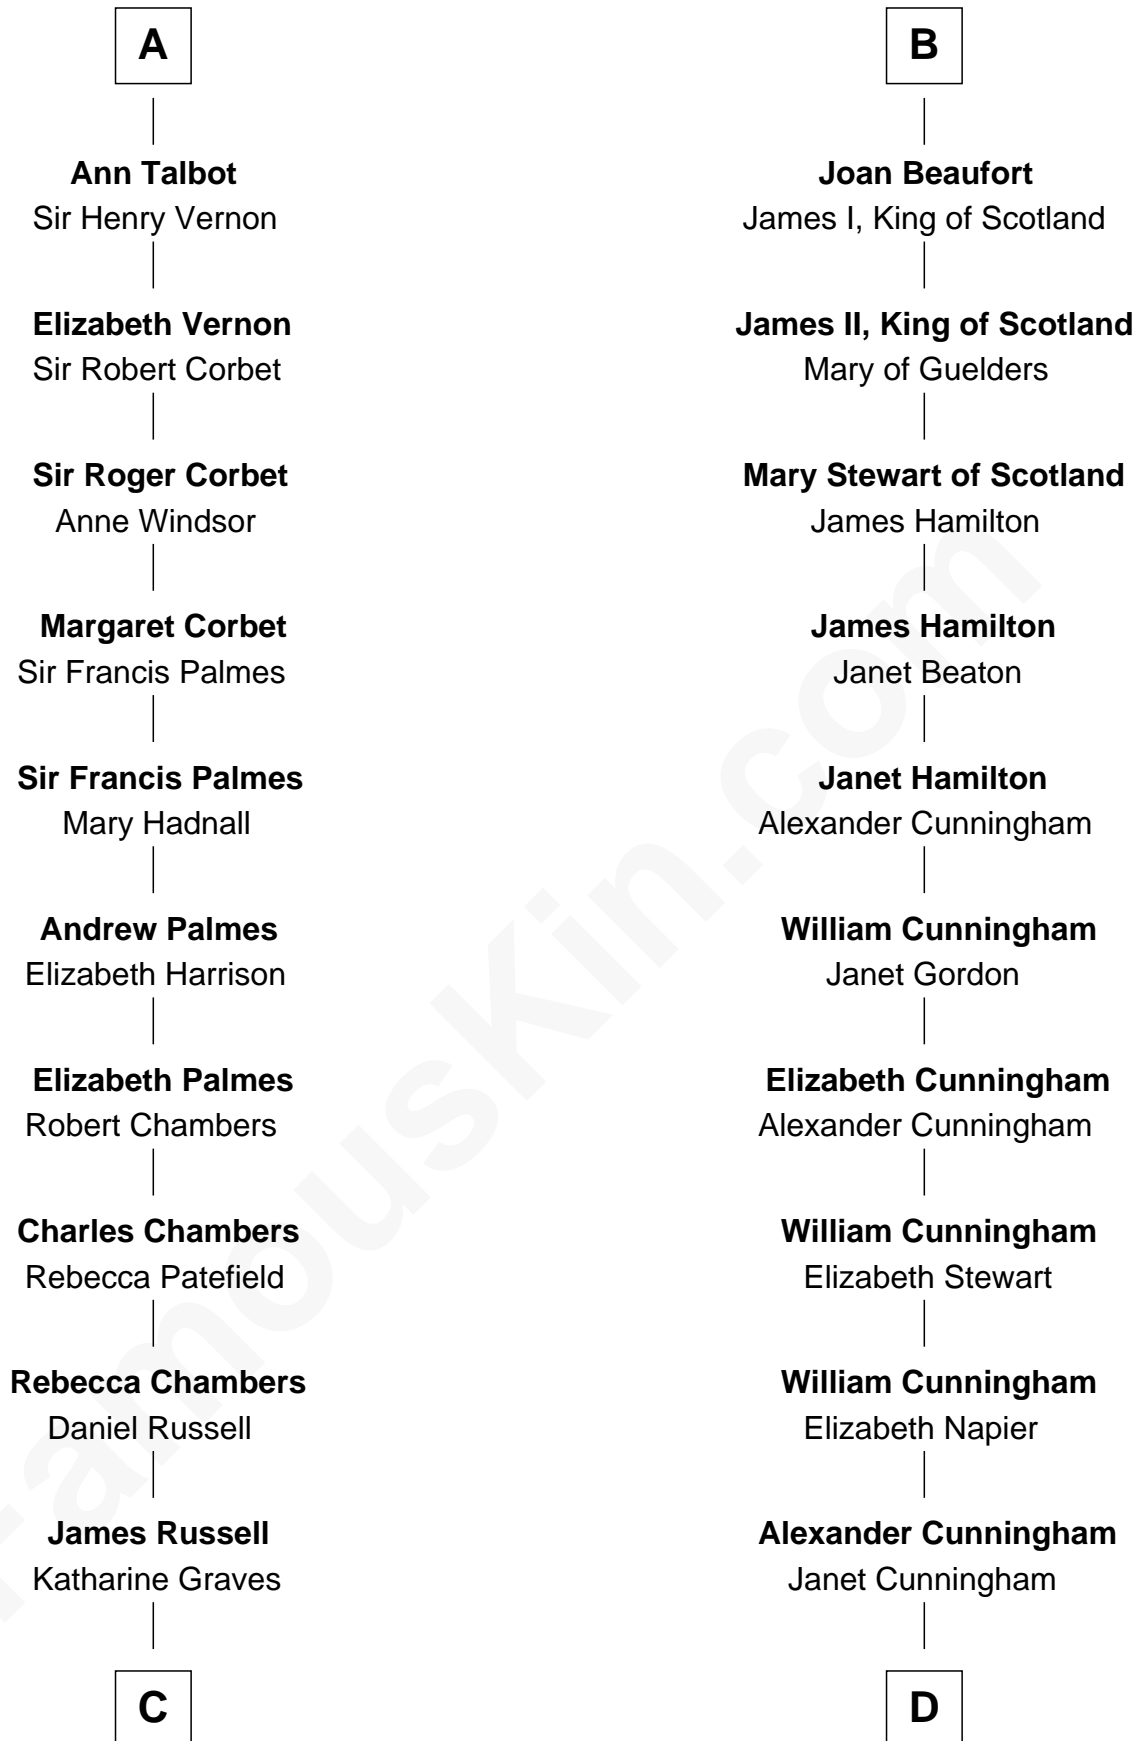 A
Ann Talbot
Sir Henry Vernon
Elizabeth Vernon
Sir Robert Corbet
Sir Roger Corbet
Anne Windsor
Margaret Corbet
Sir Francis Palmes
Sir Francis Palmes
Mary Hadnall
Andrew Palmes
Elizabeth Harrison
Elizabeth Palmes
Robert Chambers
Charles Chambers
Rebecca Patefield
Rebecca Chambers
Daniel Russell
James Russell
Katharine Graves
C
B
Joan Beaufort
James I, King of Scotland
James II, King of Scotland
Mary of Guelders
Mary Stewart of Scotland
James Hamilton
James Hamilton
Janet Beaton
Janet Hamilton
Alexander Cunningham
William Cunningham
Janet Gordon
Elizabeth Cunningham
Alexander Cunningham
William Cunningham
Elizabeth Stewart
William Cunningham
Elizabeth Napier
Alexander Cunningham
Janet Cunningham
D
FamousKin.com